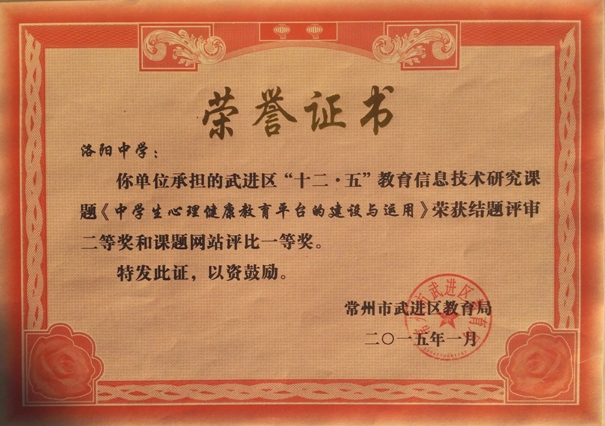 荣誉证书
洛阳中学：
你单位承担的武进区“十二·五”教育信息技术研究课
题《中学生心理健康教育平台的建设与运用》荣获结题评审
二等奖和课题网站评比一等奖。
特发此证，以资鼓励。
常州市武进区教育局
二〇一五年一月